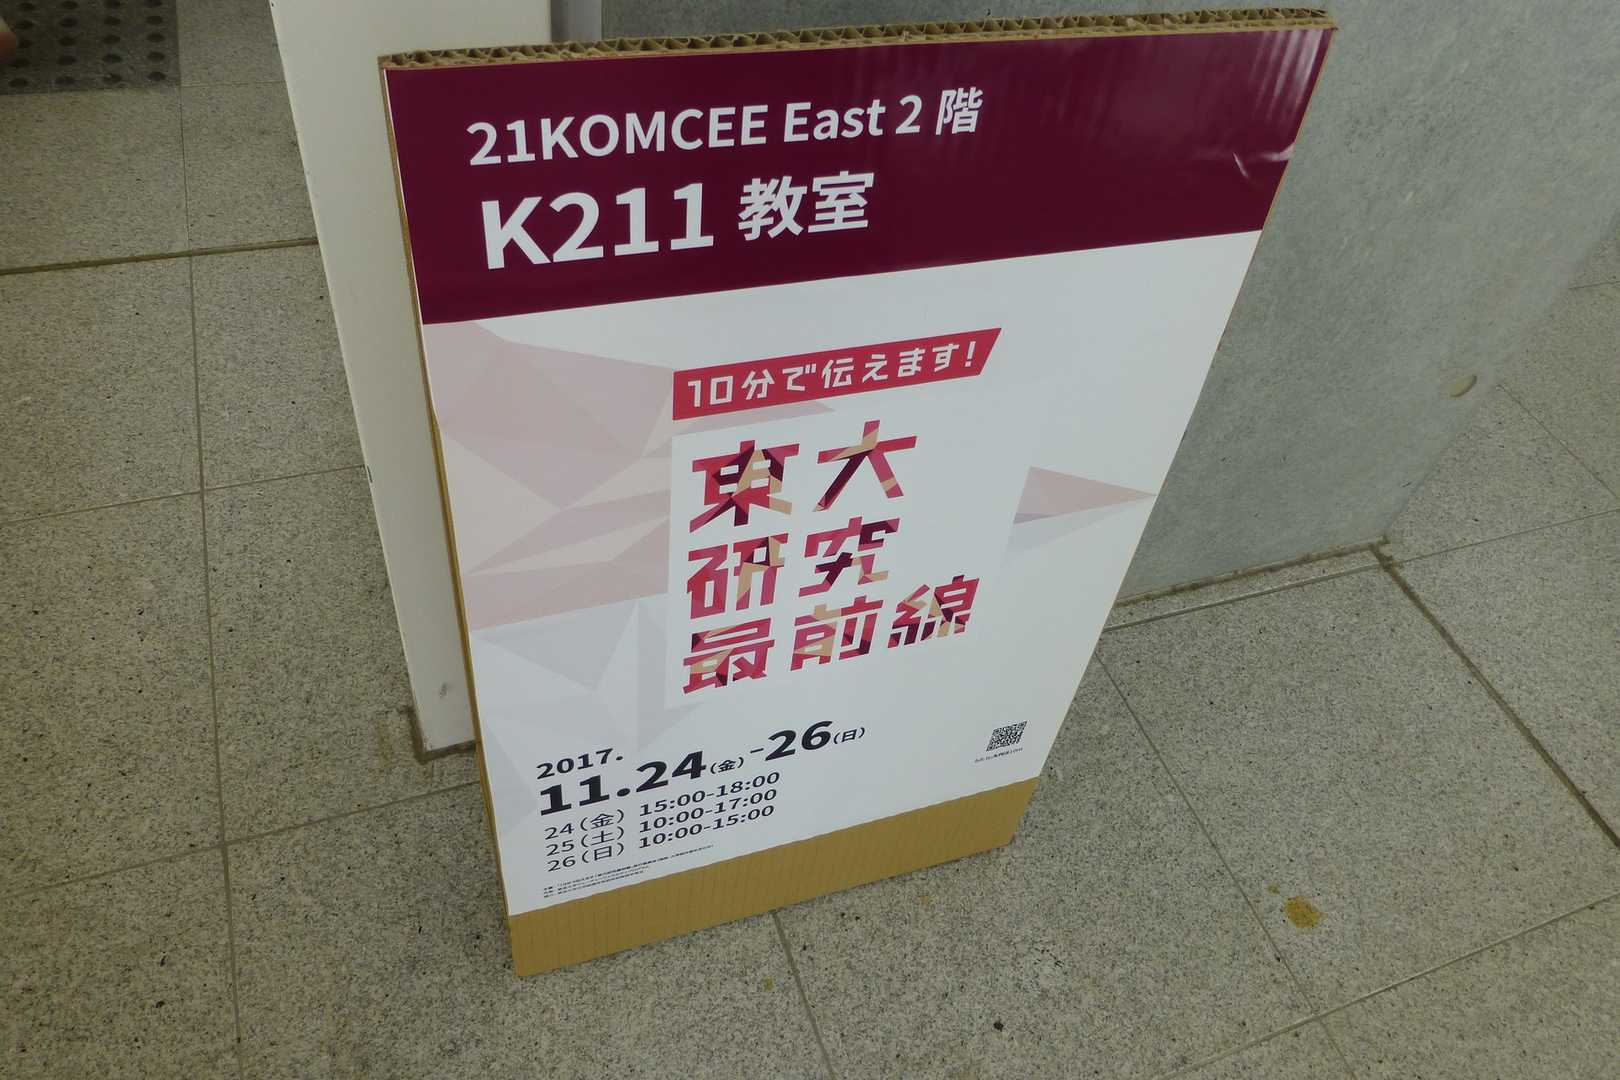 21KOMCEE East 2 階
K211 教室
10分で伝えます!
東大
研究
最前線
2017.
11.24(金)-26(日)
24(金) 15:00-18:00
25(土) 10:00-17:00
26(日) 10:00-15:00